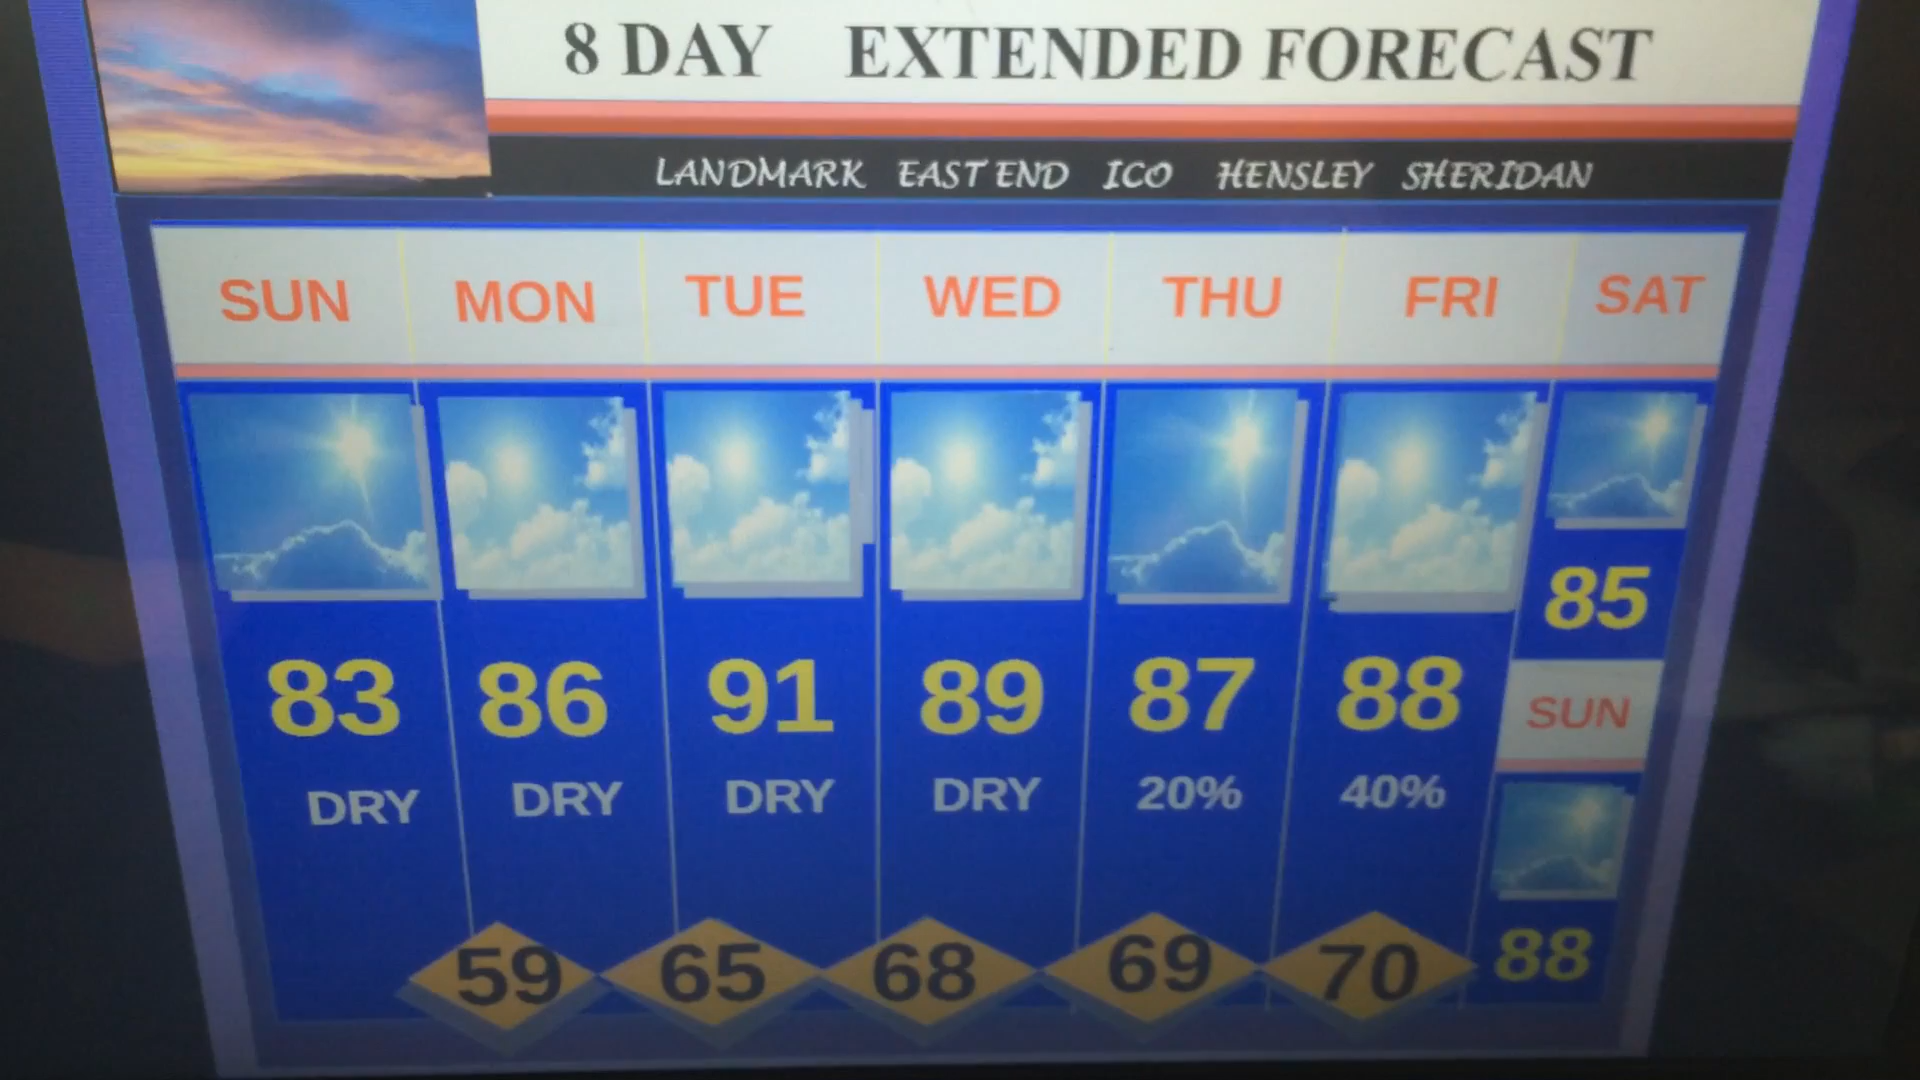 8 DAY EXTENDED FORECAST
LANDMARK EAST END ICO HENSLEY SHERIDAN
SUN MON TUE WED THU FRI SAT
85
83 86 91 89 87 88
SUN
DRY DRY DRY DRY 20% 40%
59 65 68 69 70
88